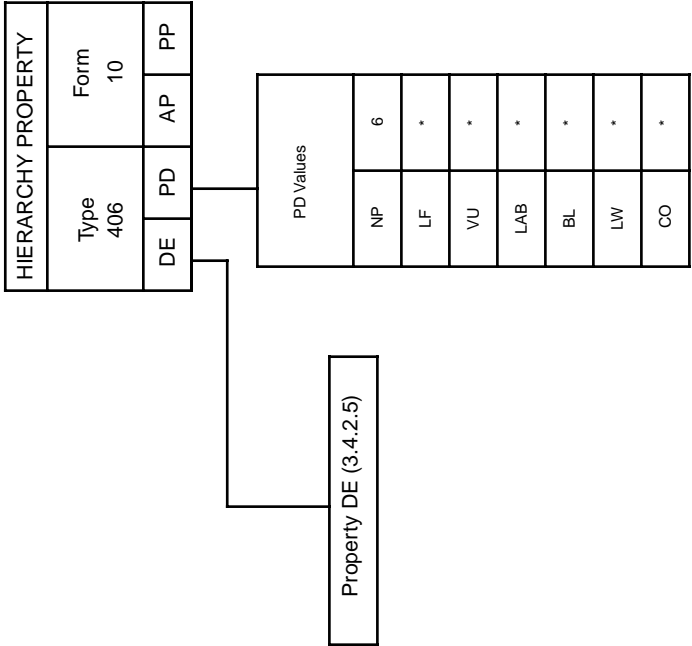 HIERARCHY PROPERTY
Type
406
Form
10
DE PD AP PP
Property DE (3.4.2.5)
PD Values
NP 6
LF *
VU *
LAB *
BL *
LW *
CO *